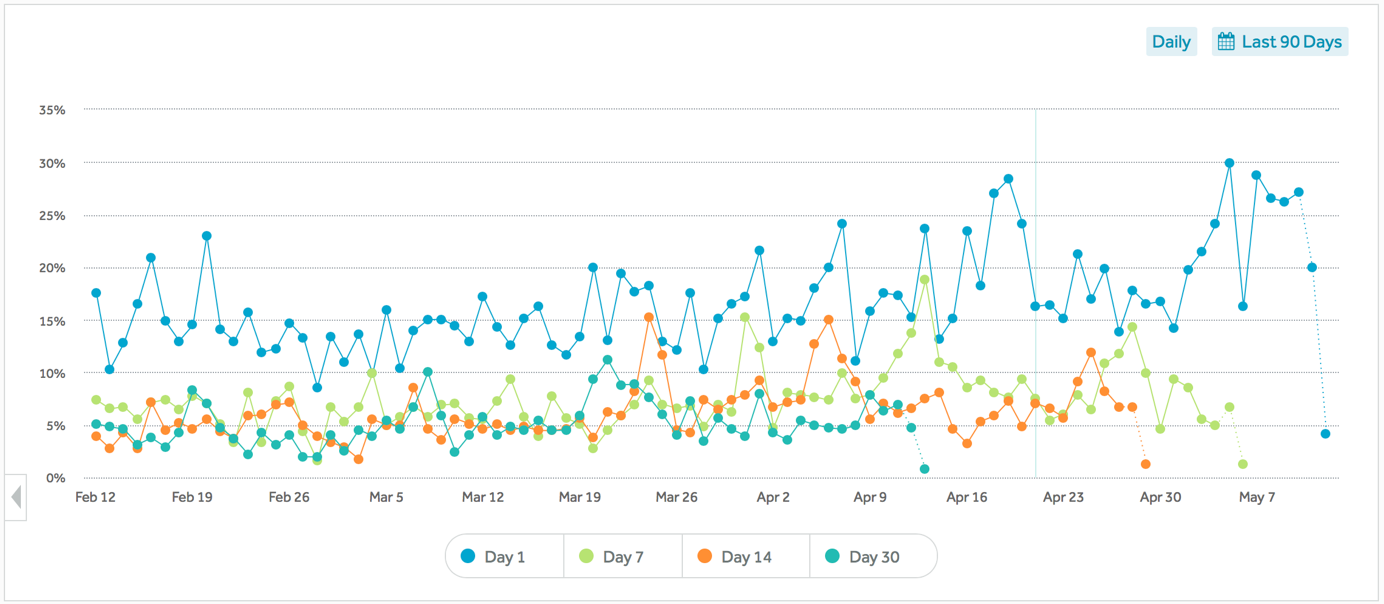 Daily Last 90 Days
35%
30%
25%
20%
15%
10%
5%
0%
Feb 12 Feb 19 Feb 26 Mar 5 Mar 12 Mar 19 Mar 26 Apr 2 Apr 9 Apr 16 Apr 23 Apr 30 May 7
Day 1 Day 7 Day 14 Day 30